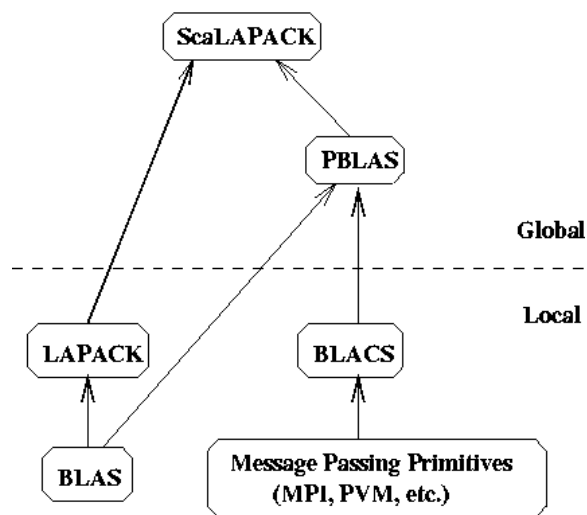 ScaLAPACK
PBLAS
Global
Local
LAPACK
BLACS
BLAS
Message Passing Primitives
(MPI, PVM, etc.)